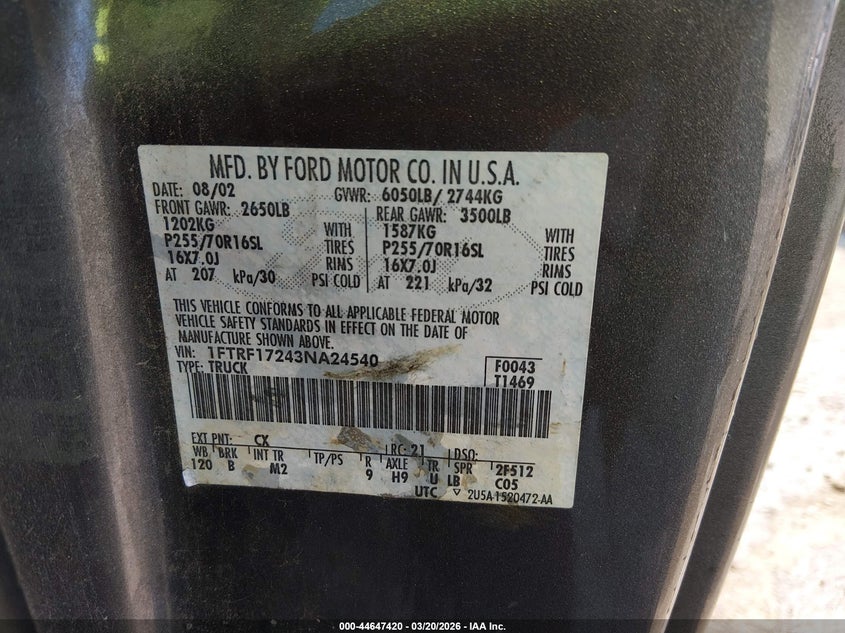 MFD. BY FORD MOTOR CO. IN U.S.A.
DATE: 08/02 GVWR: 6050LB/ 2744KG
FRONT GAWR: 2650LB REAR GAWR: 3500LB
1202KG WITH 1587KG WITH
P255/70R16SL TIRES P255/70R16SL TIRES
16X7.0J RIMS 16X7.0J RIMS
AT 207 kPa/30 PSI COLD AT 221 kPa/32 PSI COLD
THIS VEHICLE CONFORMS TO ALL APPLICABLE FEDERAL MOTOR
VEHICLE SAFETY STANDARDS IN EFFECT ON THE DATE OF
MANUFACTURE SHOWN ABOVE.
VIN: 1FTRF17243NA24540 F0043
TYPE: TRUCK T1469
EXT PNT: CX RC: 21 DSO:
WB BRK INT TR TP/PS R AXLE TR SPR 2F512
120 B M2 9 H9 U LB C05
UTC ▽ 2U5A-1520472-AA
000-44647420 | 03/20/2026 - IAA Inc.